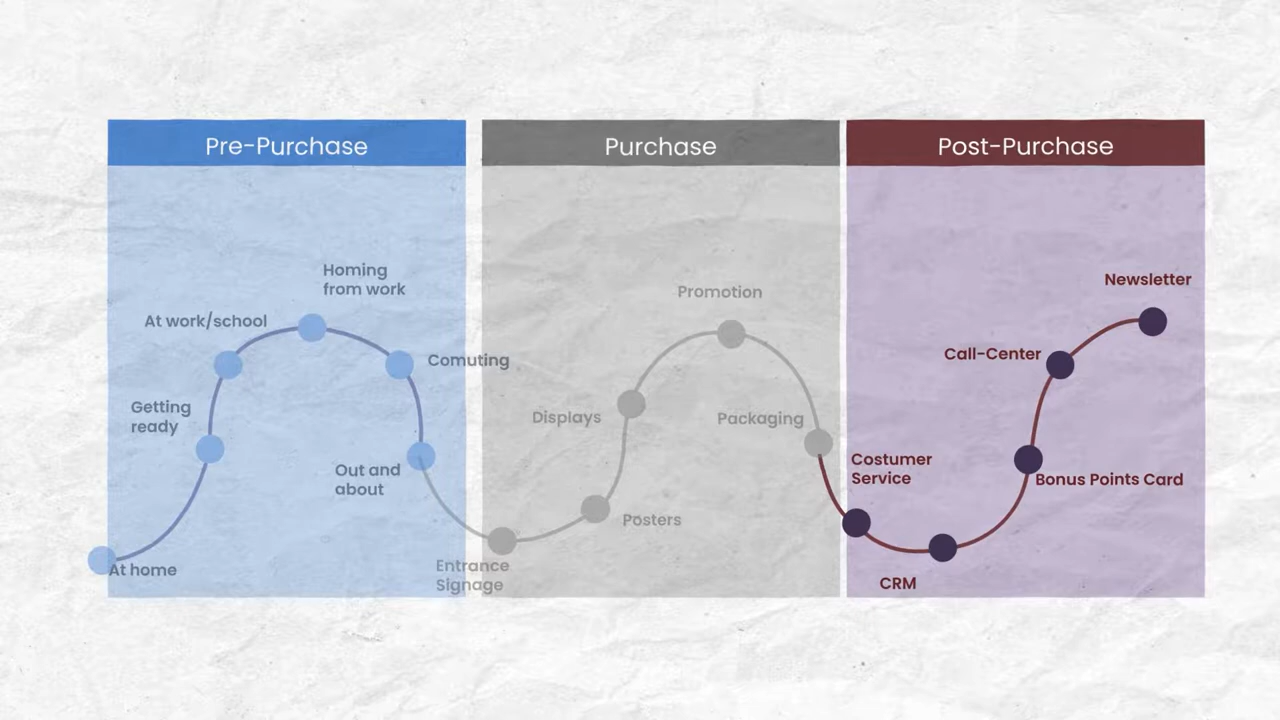 Pre-Purchase
Purchase
Post-Purchase
Homing
from work
At work/school
Comuting
Getting
ready
Out and
about
At home
Promotion
Displays
Packaging
Posters
Entrance
Signage
Newsletter
Call-Center
Costumer
Service
Bonus Points Card
CRM